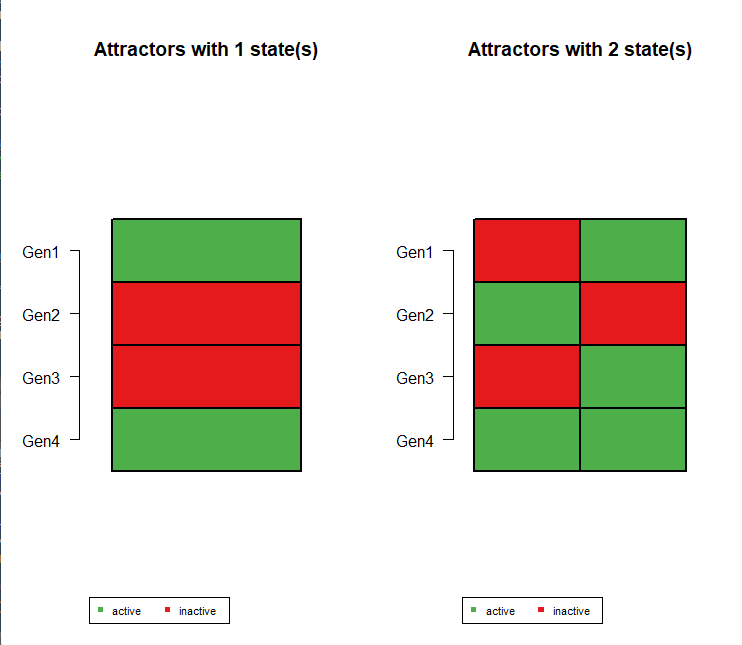 Attractors with 1 state(s)
Gen1
Gen2
Gen3
Gen4
active inactive
Attractors with 2 state(s)
Gen1
Gen2
Gen3
Gen4
active inactive